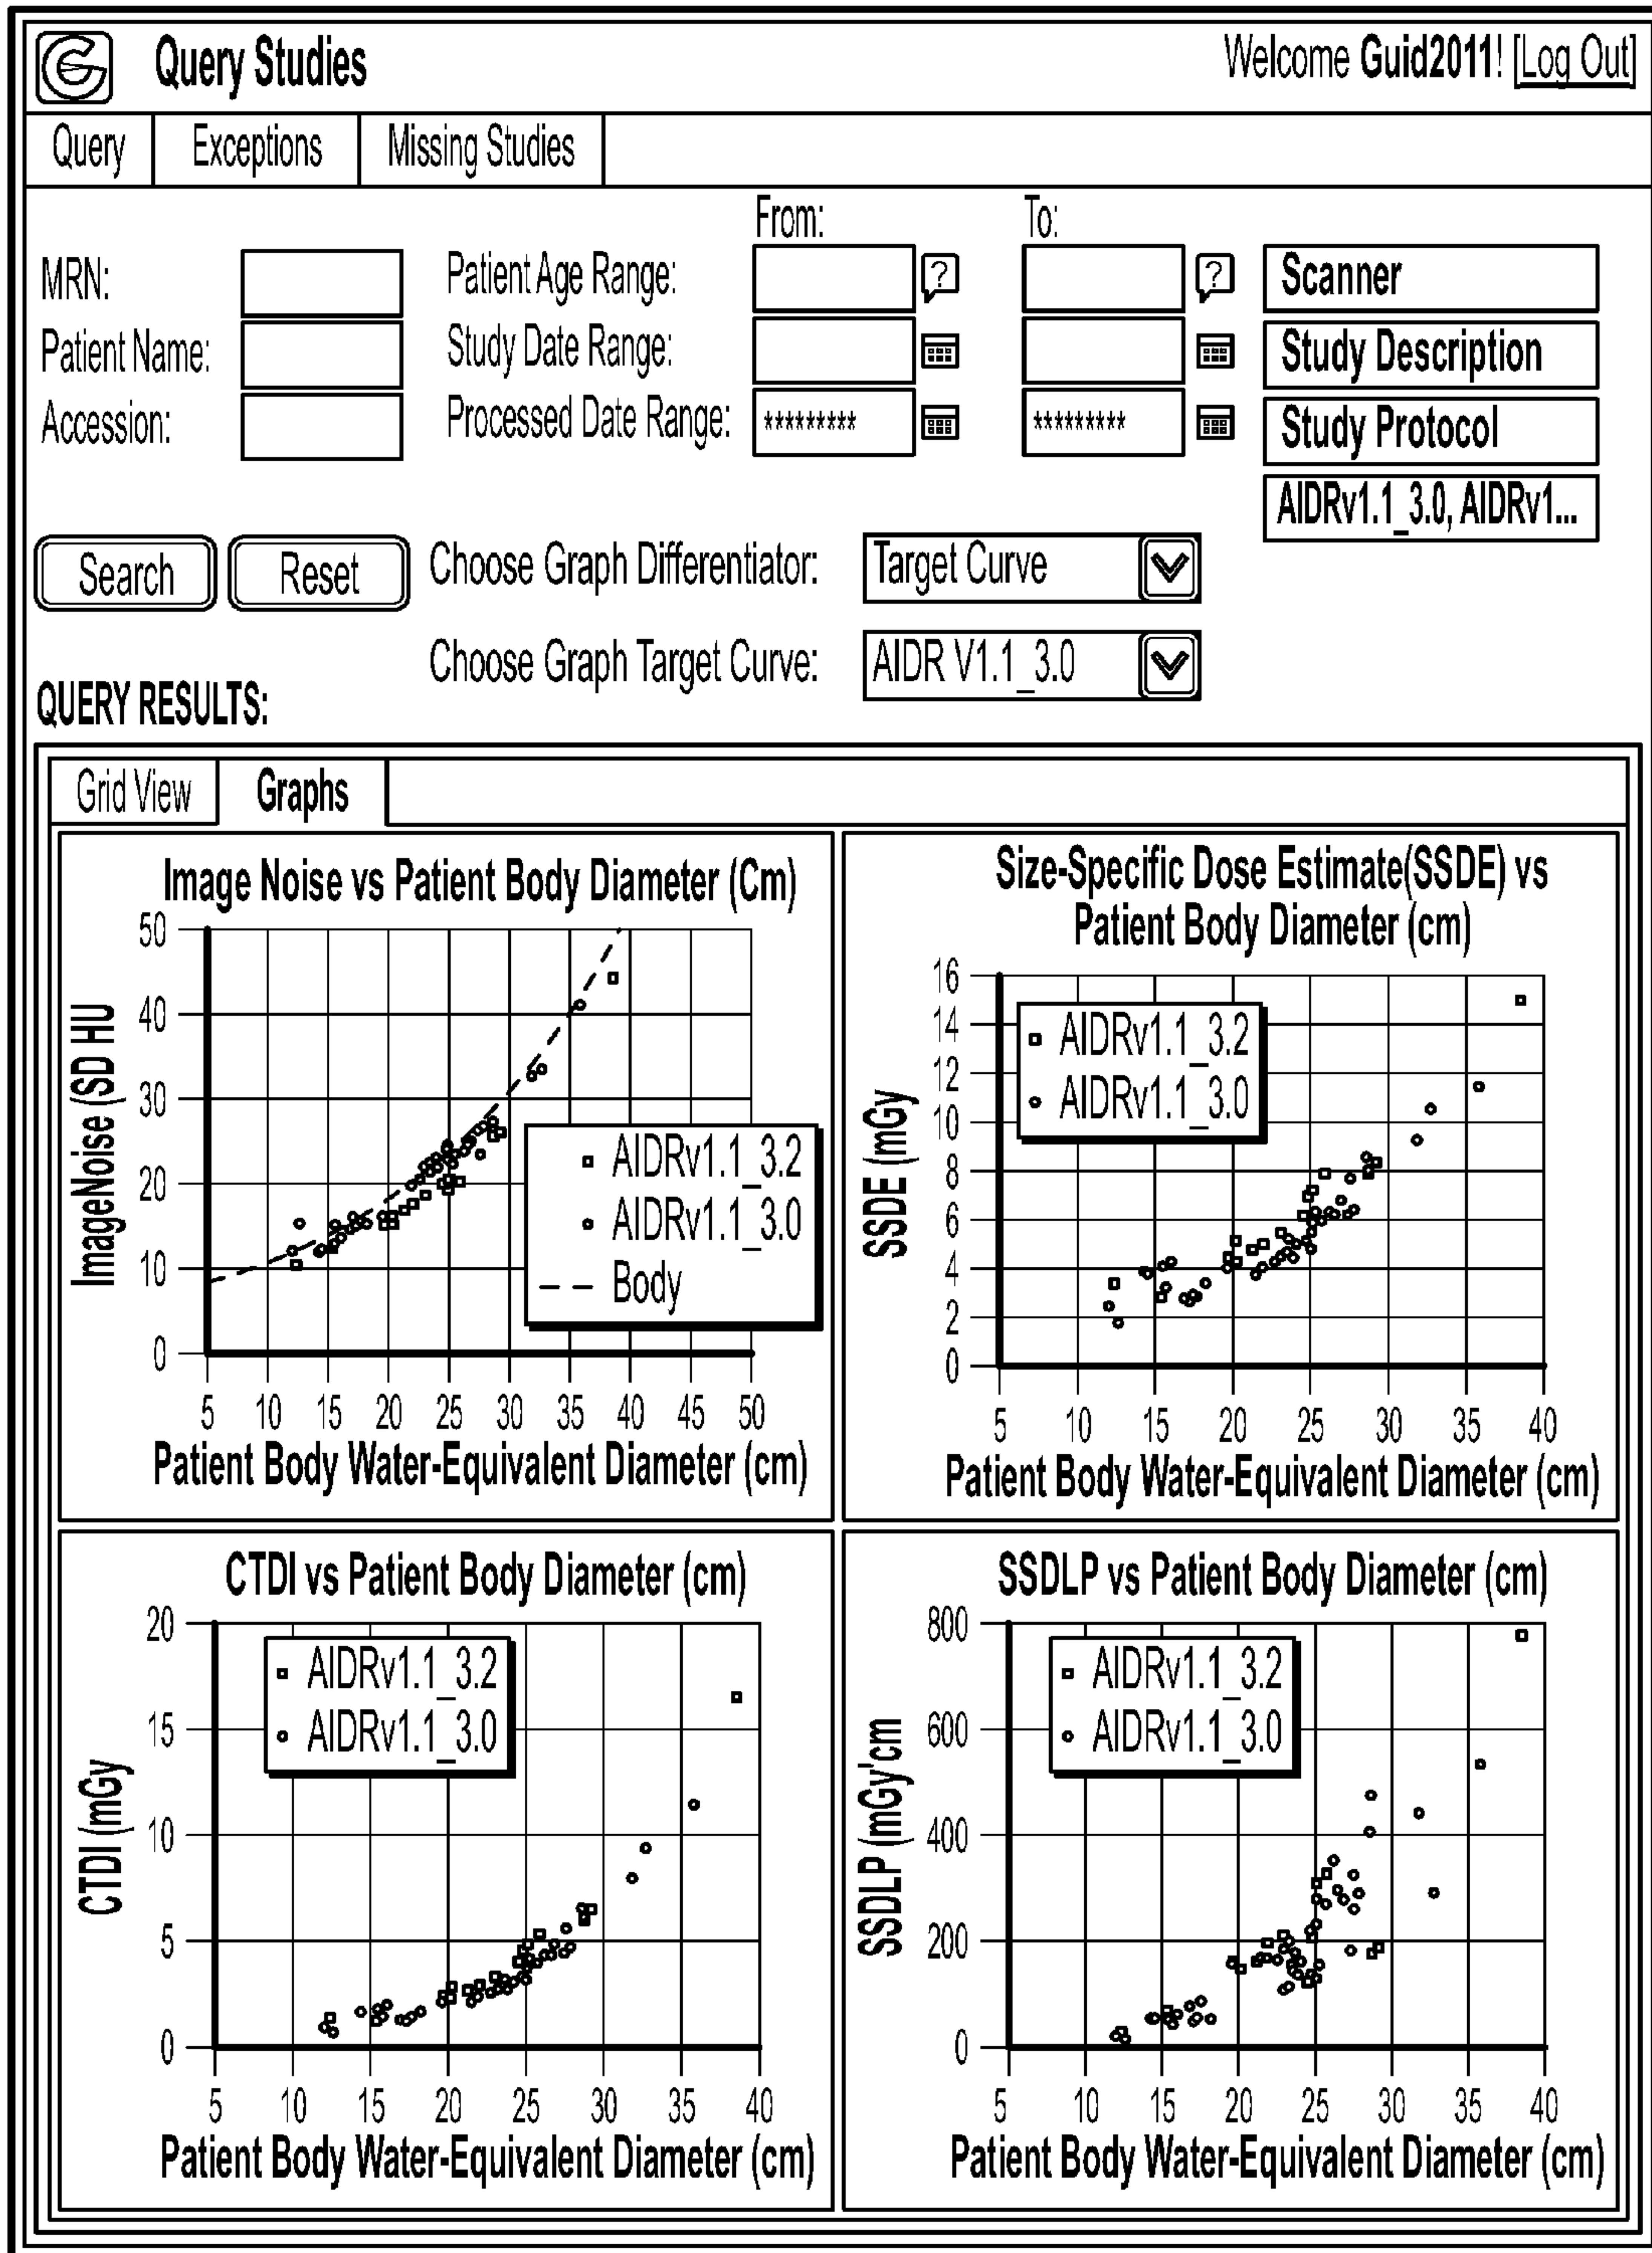 Query Studies
Welcome Guid2011! [Log Out]
Query Exceptions Missing Studies
From: To:
MRN: Patient Age Range: ? ? Scanner
Patient Name: Study Date Range: Study Description
Accession: Processed Date Range: ********* ********* Study Protocol
AIDRv1.1_3.0, AIDRv1...
Search Reset Choose Graph Differentiator: Target Curve
Choose Graph Target Curve: AIDR V1.1_3.0
QUERY RESULTS:
Grid View Graphs
Image Noise vs Patient Body Diameter (Cm)
ImageNoise (SD HU
50
40
30
20
10
0
AIDRv1.1_3.2
AIDRv1.1_3.0
Body
5 10 15 20 25 30 35 40 45 50
Patient Body Water-Equivalent Diameter (cm)
Size-Specific Dose Estimate(SSDE) vs
Patient Body Diameter (cm)
SSDE (mGy
16
14
12
10
8
6
4
2
0
AIDRv1.1_3.2
AIDRv1.1_3.0
5 10 15 20 25 30 35 40
Patient Body Water-Equivalent Diameter (cm)
CTDI vs Patient Body Diameter (cm)
CTDI (mGy
20
15
10
5
0
AIDRv1.1_3.2
AIDRv1.1_3.0
5 10 15 20 25 30 35 40
Patient Body Water-Equivalent Diameter (cm)
SSDLP vs Patient Body Diameter (cm)
SSDLP (mGy'cm
800
600
400
200
0
AIDRv1.1_3.2
AIDRv1.1_3.0
5 10 15 20 25 30 35 40
Patient Body Water-Equivalent Diameter (cm)